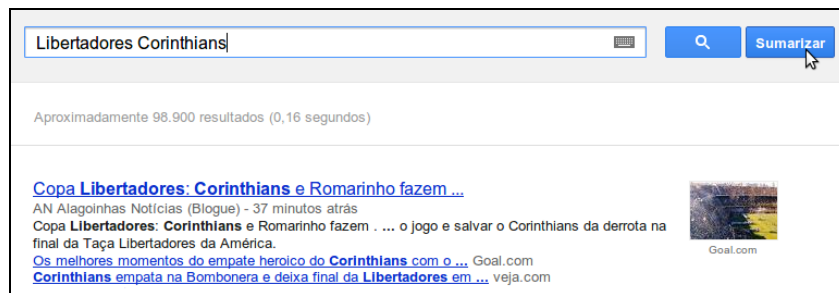 Libertadores Corinthians
Sumarizar
Aproximadamente 98.900 resultados (0,16 segundos)
Copa Libertadores: Corinthians e Romarinho fazem ...
AN Alagoinhas Notícias (Blogue) - 37 minutos atrás
Copa Libertadores: Corinthians e Romarinho fazem . ... o jogo e salvar o Corinthians da derrota na
final da Taça Libertadores da América.
Os melhores momentos do empate heroico do Corinthians com o ... Goal.com
Corinthians empata na Bombonera e deixa final da Libertadores em ... veja.com
Goal.com